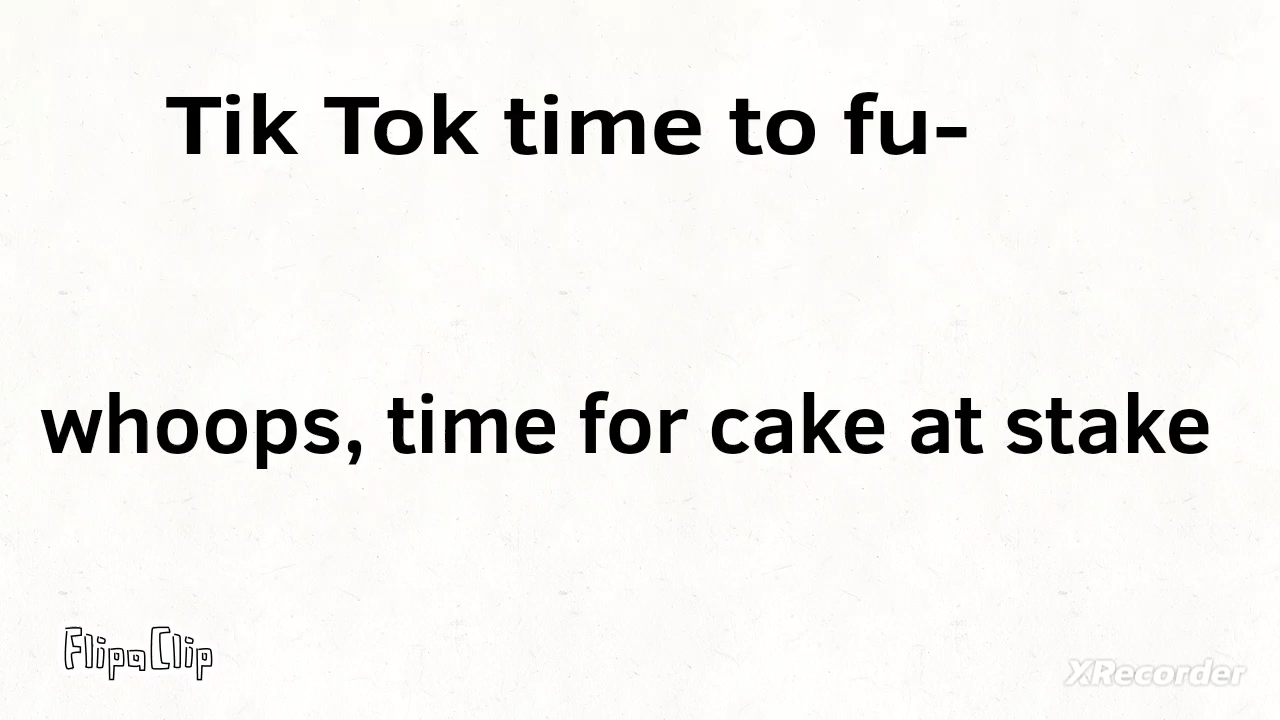 Tik Tok time to fu-
whoops, time for cake at stake
FlipaClip
XRecorder